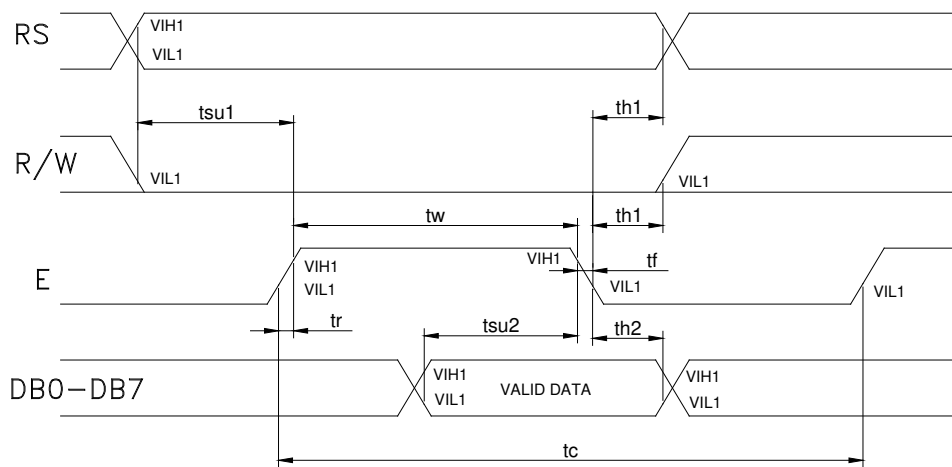 RS
VIH1
VIL1
tsu1
th1
R/W
VIL1
VIL1
tw
th1
E
VIH1
VIL1
VIH1
tf
VIL1
VIL1
tr
tsu2
th2
DB0-DB7
VIH1
VIL1
VALID DATA
VIH1
VIL1
tc